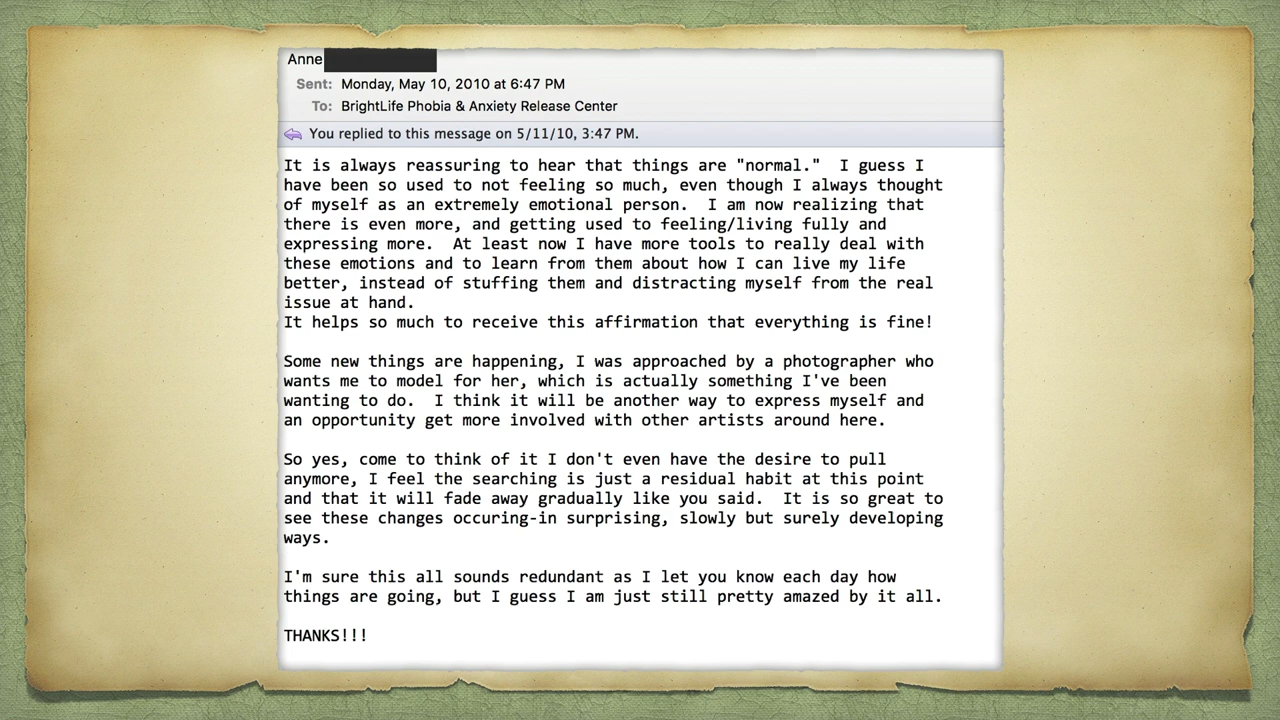 Anne
Sent: Monday, May 10, 2010 at 6:47 PM
To: BrightLife Phobia & Anxiety Release Center
You replied to this message on 5/11/10, 3:47 PM.
It is always reassuring to hear that things are "normal."  I guess I
have been so used to not feeling so much, even though I always thought
of myself as an extremely emotional person.  I am now realizing that
there is even more, and getting used to feeling/living fully and
expressing more.  At least now I have more tools to really deal with
these emotions and to learn from them about how I can live my life
better, instead of stuffing them and distracting myself from the real
issue at hand.
It helps so much to receive this affirmation that everything is fine!
Some new things are happening, I was approached by a photographer who
wants me to model for her, which is actually something I've been
wanting to do.  I think it will be another way to express myself and
an opportunity get more involved with other artists around here.
So yes, come to think of it I don't even have the desire to pull
anymore, I feel the searching is just a residual habit at this point
and that it will fade away gradually like you said.  It is so great to
see these changes occuring-in surprising, slowly but surely developing
ways.
I'm sure this all sounds redundant as I let you know each day how
things are going, but I guess I am just still pretty amazed by it all.
THANKS!!!